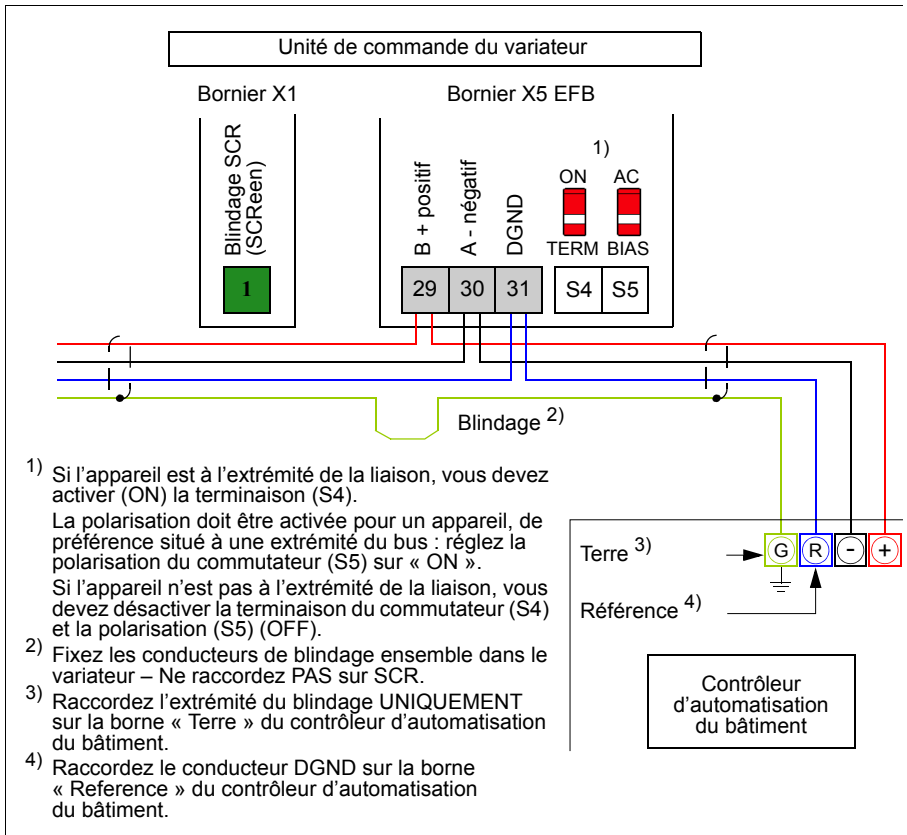 Unité de commande du variateur
Bornier X1
Bornier X5 EFB
Blindage SCR
(SCReen)
1
B + positif
A - négatif
DGND
1)
ON
AC
TERM
BIAS
29
30
31
S4
S5
Blindage 2)
1) Si l'appareil est à l'extrémité de la liaison, vous devez
activer (ON) la terminaison (S4).
La polarisation doit être activée pour un appareil, de
préférence situé à une extrémité du bus : réglez la
polarisation du commutateur (S5) sur « ON ».
Si l'appareil n'est pas à l'extrémité de la liaison, vous
devez désactiver la terminaison du commutateur (S4)
et la polarisation (S5) (OFF).
2) Fixez les conducteurs de blindage ensemble dans le
variateur – Ne raccordez PAS sur SCR.
3) Raccordez l'extrémité du blindage UNIQUEMENT
sur la borne « Terre » du contrôleur d'automatisation
du bâtiment.
4) Raccordez le conducteur DGND sur la borne
« Reference » du contrôleur d'automatisation
du bâtiment.
Terre 3)
G
R
-
+
Référence 4)
Contrôleur
d'automatisation
du bâtiment